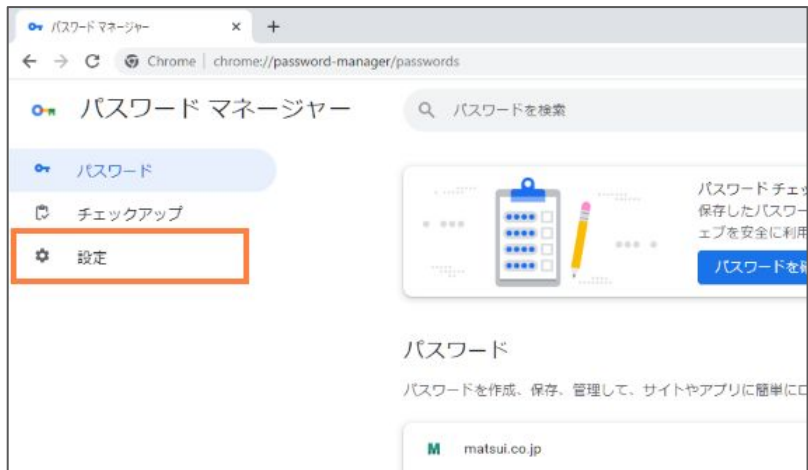 パスワード マネージャー
Chrome | chrome://password-manager/passwords
パスワード マネージャー
パスワードを検索
パスワード
チェックアップ
設定
パスワード チェッ
保存したパスワー
ェブを安全に利用
パスワードを確
パスワード
パスワードを作成、保存、管理して、サイトやアプリに簡単にロ
M matsui.co.jp